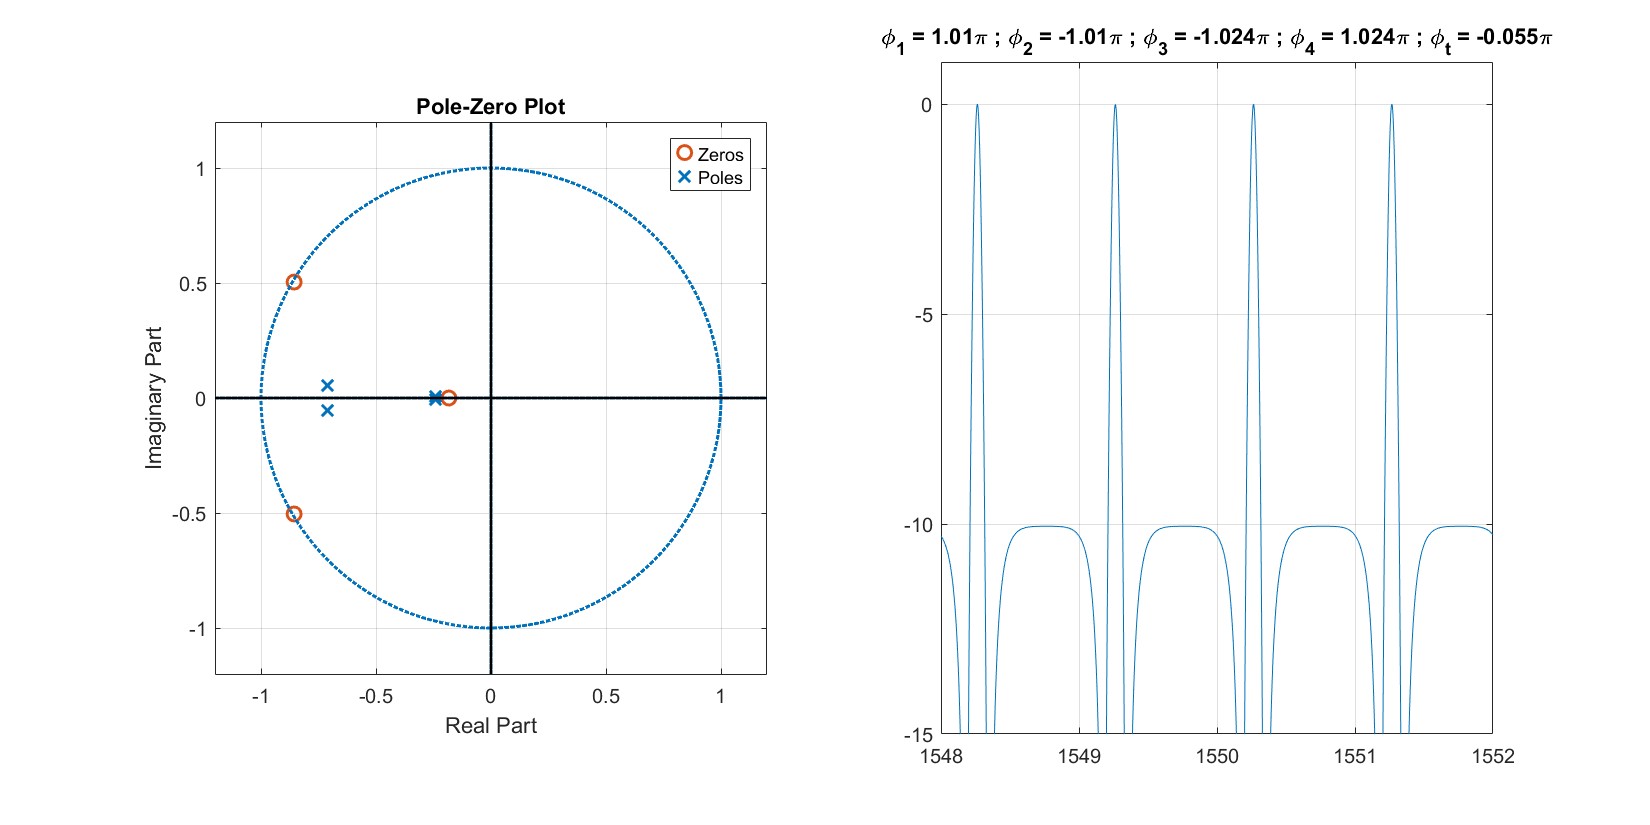 Pole-Zero Plot
Zeros
Poles
1
0.5
0
-0.5
-1
Imaginary Part
-1 -0.5 0 0.5 1
Real Part
ϕ1 = 1.01π ; ϕ2 = -1.01π ; ϕ3 = -1.024π ; ϕ4 = 1.024π ; ϕt = -0.055π
0
-5
-10
-15
1548 1549 1550 1551 1552